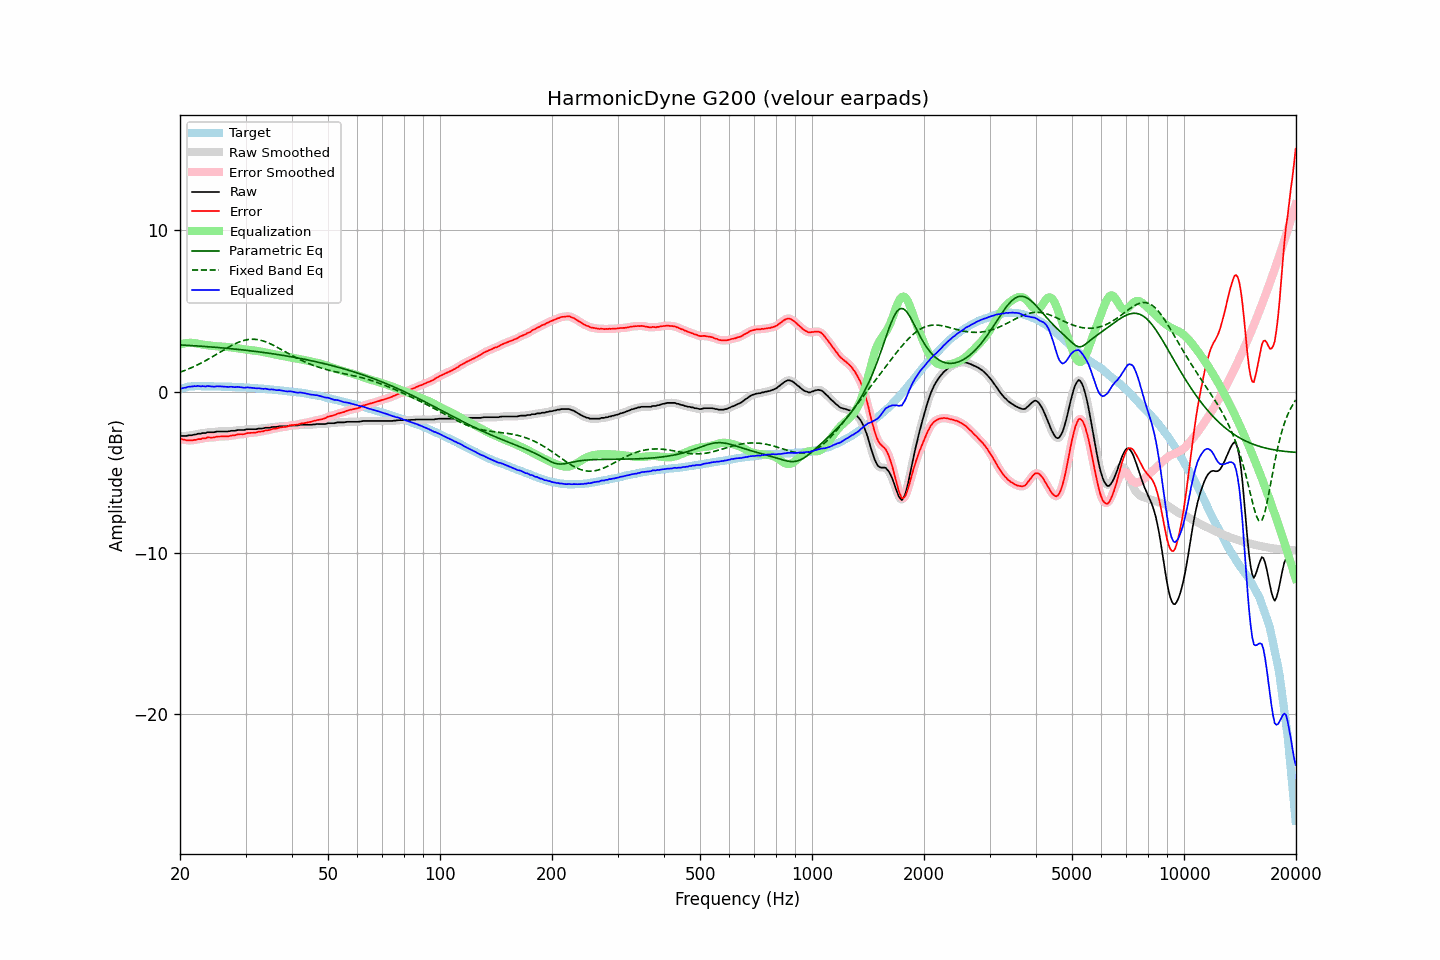 HarmonicDyne G200 (velour earpads)
Target
Raw Smoothed
Error Smoothed
Raw
Error
Equalization
Parametric Eq
Fixed Band Eq
Equalized
Amplitude (dBr)
10
0
−10
−20
20
50
100
200
500
1000
2000
5000
10000
20000
Frequency (Hz)